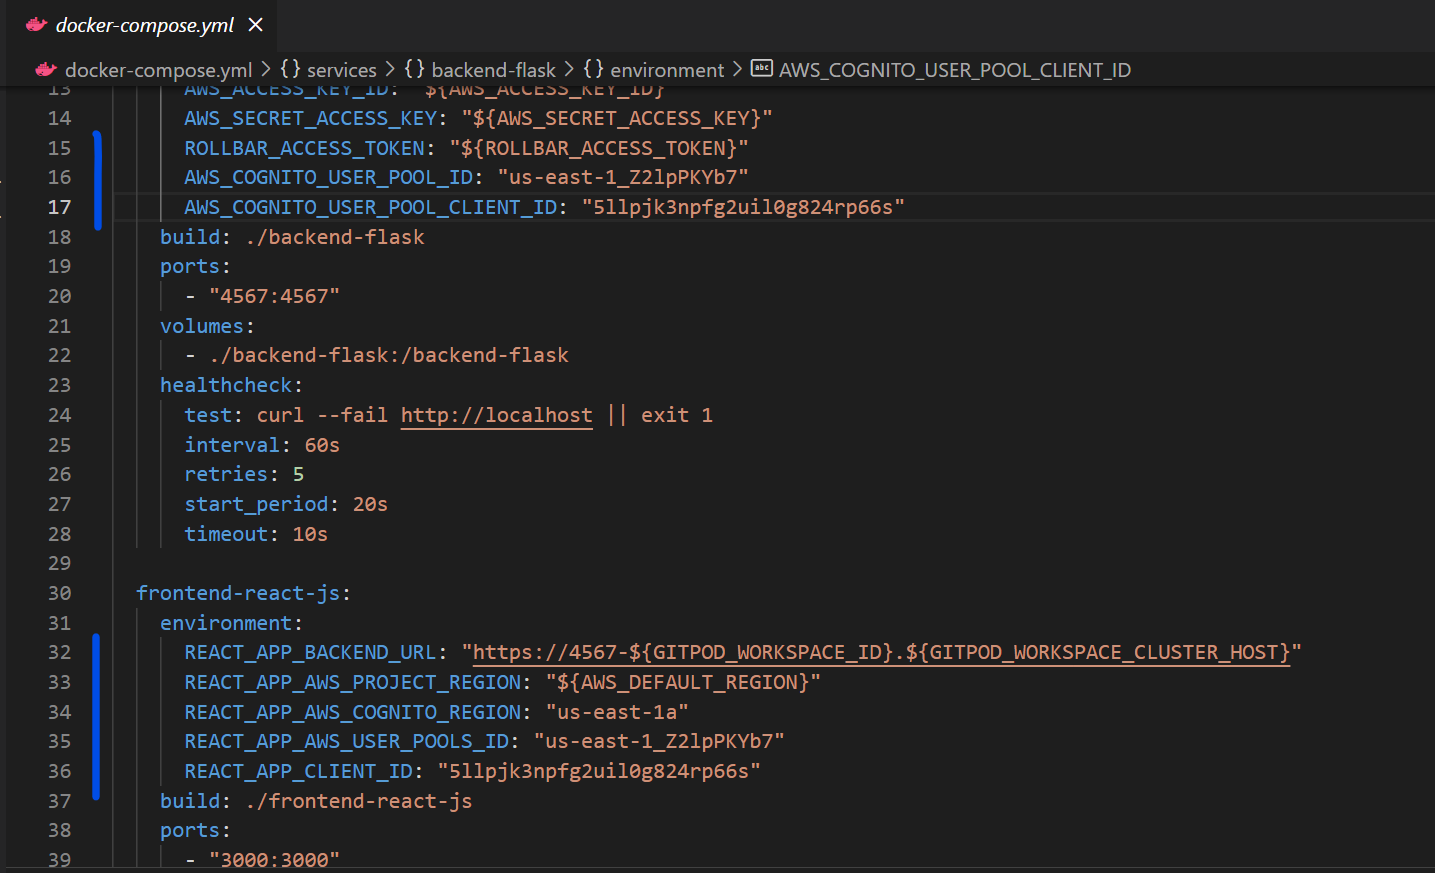 docker-compose.yml
docker-compose.yml > {} services > {} backend-flask > {} environment > abc AWS_COGNITO_USER_POOL_CLIENT_ID
13 AWS_ACCESS_KEY_ID: "${AWS_ACCESS_KEY_ID}"
14 AWS_SECRET_ACCESS_KEY: "${AWS_SECRET_ACCESS_KEY}"
15 ROLLBAR_ACCESS_TOKEN: "${ROLLBAR_ACCESS_TOKEN}"
16 AWS_COGNITO_USER_POOL_ID: "us-east-1_Z2lpPKYb7"
17 AWS_COGNITO_USER_POOL_CLIENT_ID: "5llpjk3npfg2uil0g824rp66s"
18 build: ./backend-flask
19 ports:
20 - "4567:4567"
21 volumes:
22 - ./backend-flask:/backend-flask
23 healthcheck:
24 test: curl --fail http://localhost || exit 1
25 interval: 60s
26 retries: 5
27 start_period: 20s
28 timeout: 10s
29
30 frontend-react-js:
31 environment:
32 REACT_APP_BACKEND_URL: "https://4567-${GITPOD_WORKSPACE_ID}.${GITPOD_WORKSPACE_CLUSTER_HOST}"
33 REACT_APP_AWS_PROJECT_REGION: "${AWS_DEFAULT_REGION}"
34 REACT_APP_AWS_COGNITO_REGION: "us-east-1a"
35 REACT_APP_AWS_USER_POOLS_ID: "us-east-1_Z2lpPKYb7"
36 REACT_APP_CLIENT_ID: "5llpjk3npfg2uil0g824rp66s"
37 build: ./frontend-react-js
38 ports:
39 - "3000:3000"